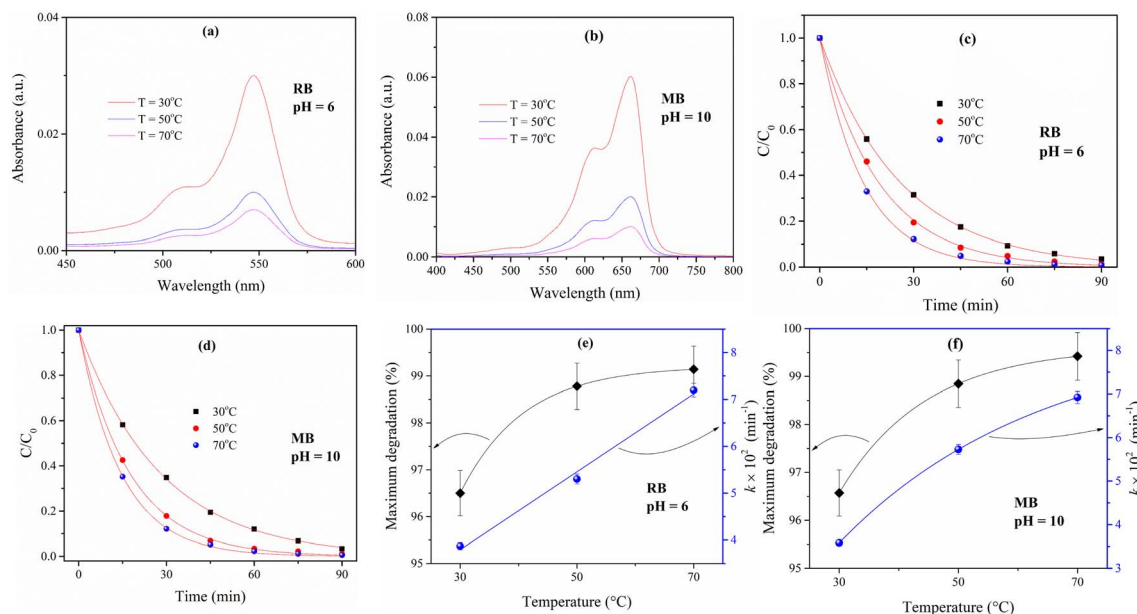 (a)
RB
pH = 6
T = 30°C
T = 50°C
T = 70°C
Absorbance (a.u.)
0.04
0.02
0.00
450
500
550
600
Wavelength (nm)
(b)
MB
pH = 10
T = 30°C
T = 50°C
T = 70°C
Absorbance (a.u.)
0.08
0.06
0.04
0.02
0.00
400
450
500
550
600
650
700
750
800
Wavelength (nm)
(c)
30°C
50°C
70°C
RB
pH = 6
C/C0
1.0
0.8
0.6
0.4
0.2
0.0
0
30
60
90
Time (min)
(d)
30°C
50°C
70°C
MB
pH = 10
C/C0
1.0
0.8
0.6
0.4
0.2
0.0
0
30
60
90
Time (min)
(e)
RB
pH = 6
Maximum degradation (%)
100
99
98
97
96
95
k × 10² (min⁻¹)
8
7
6
5
4
30
50
70
Temperature (°C)
(f)
MB
pH = 10
Maximum degradation (%)
100
99
98
97
96
95
k × 10² (min⁻¹)
8
7
6
5
4
3
30
50
70
Temperature (°C)